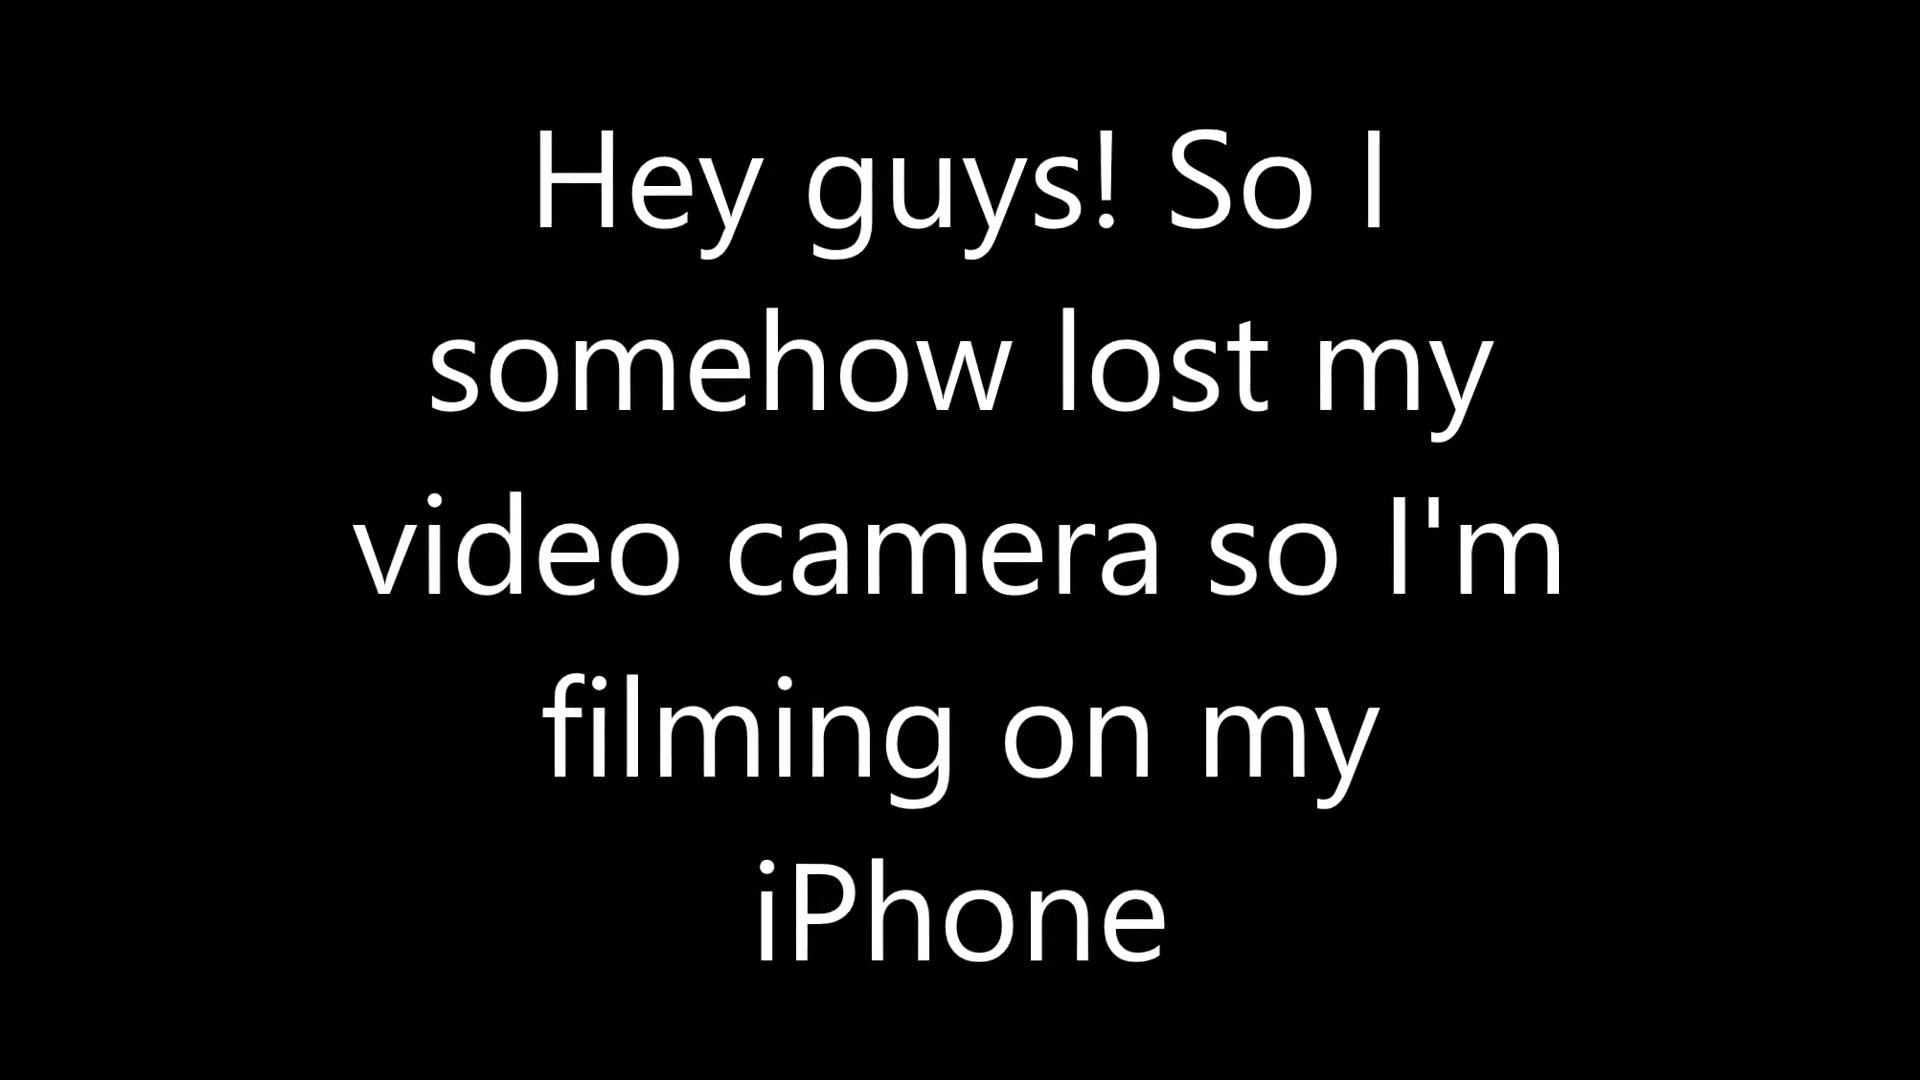 Hey guys! So I
somehow lost my
video camera so I'm
filming on my
iPhone